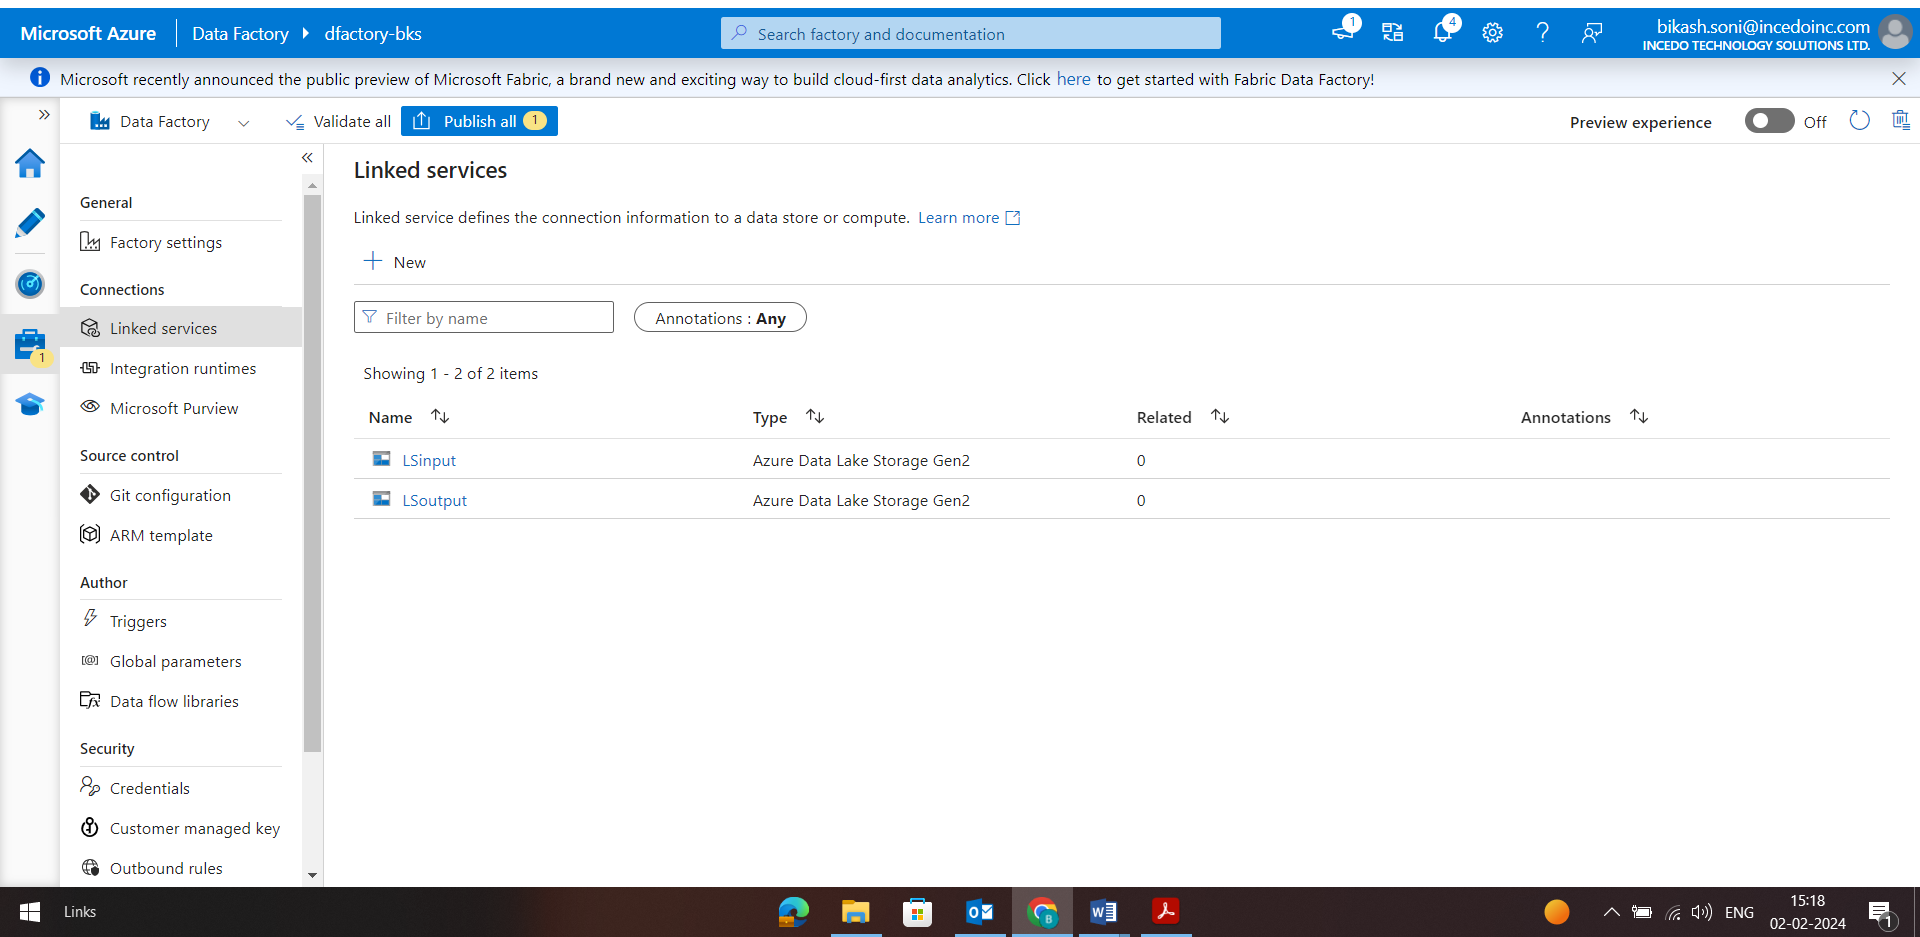 Microsoft Azure
Data Factory
dfactory-bks
Search factory and documentation
1
4
bikash.soni@incedoinc.com
INCEDO TECHNOLOGY SOLUTIONS LTD.
Microsoft recently announced the public preview of Microsoft Fabric, a brand new and exciting way to build cloud-first data analytics. Click here to get started with Fabric Data Factory!
Data Factory
Validate all
Publish all 1
Preview experience
Off
1
General
Factory settings
Connections
Linked services
Integration runtimes
Microsoft Purview
Source control
Git configuration
ARM template
Author
Triggers
Global parameters
Data flow libraries
Security
Credentials
Customer managed key
Outbound rules
Linked services
Linked service defines the connection information to a data store or compute. Learn more
New
Filter by name
Annotations : Any
Showing 1 - 2 of 2 items
Name Type Related Annotations
LSinput Azure Data Lake Storage Gen2 0
LSoutput Azure Data Lake Storage Gen2 0
Links
B
ENG
15:18
02-02-2024
1